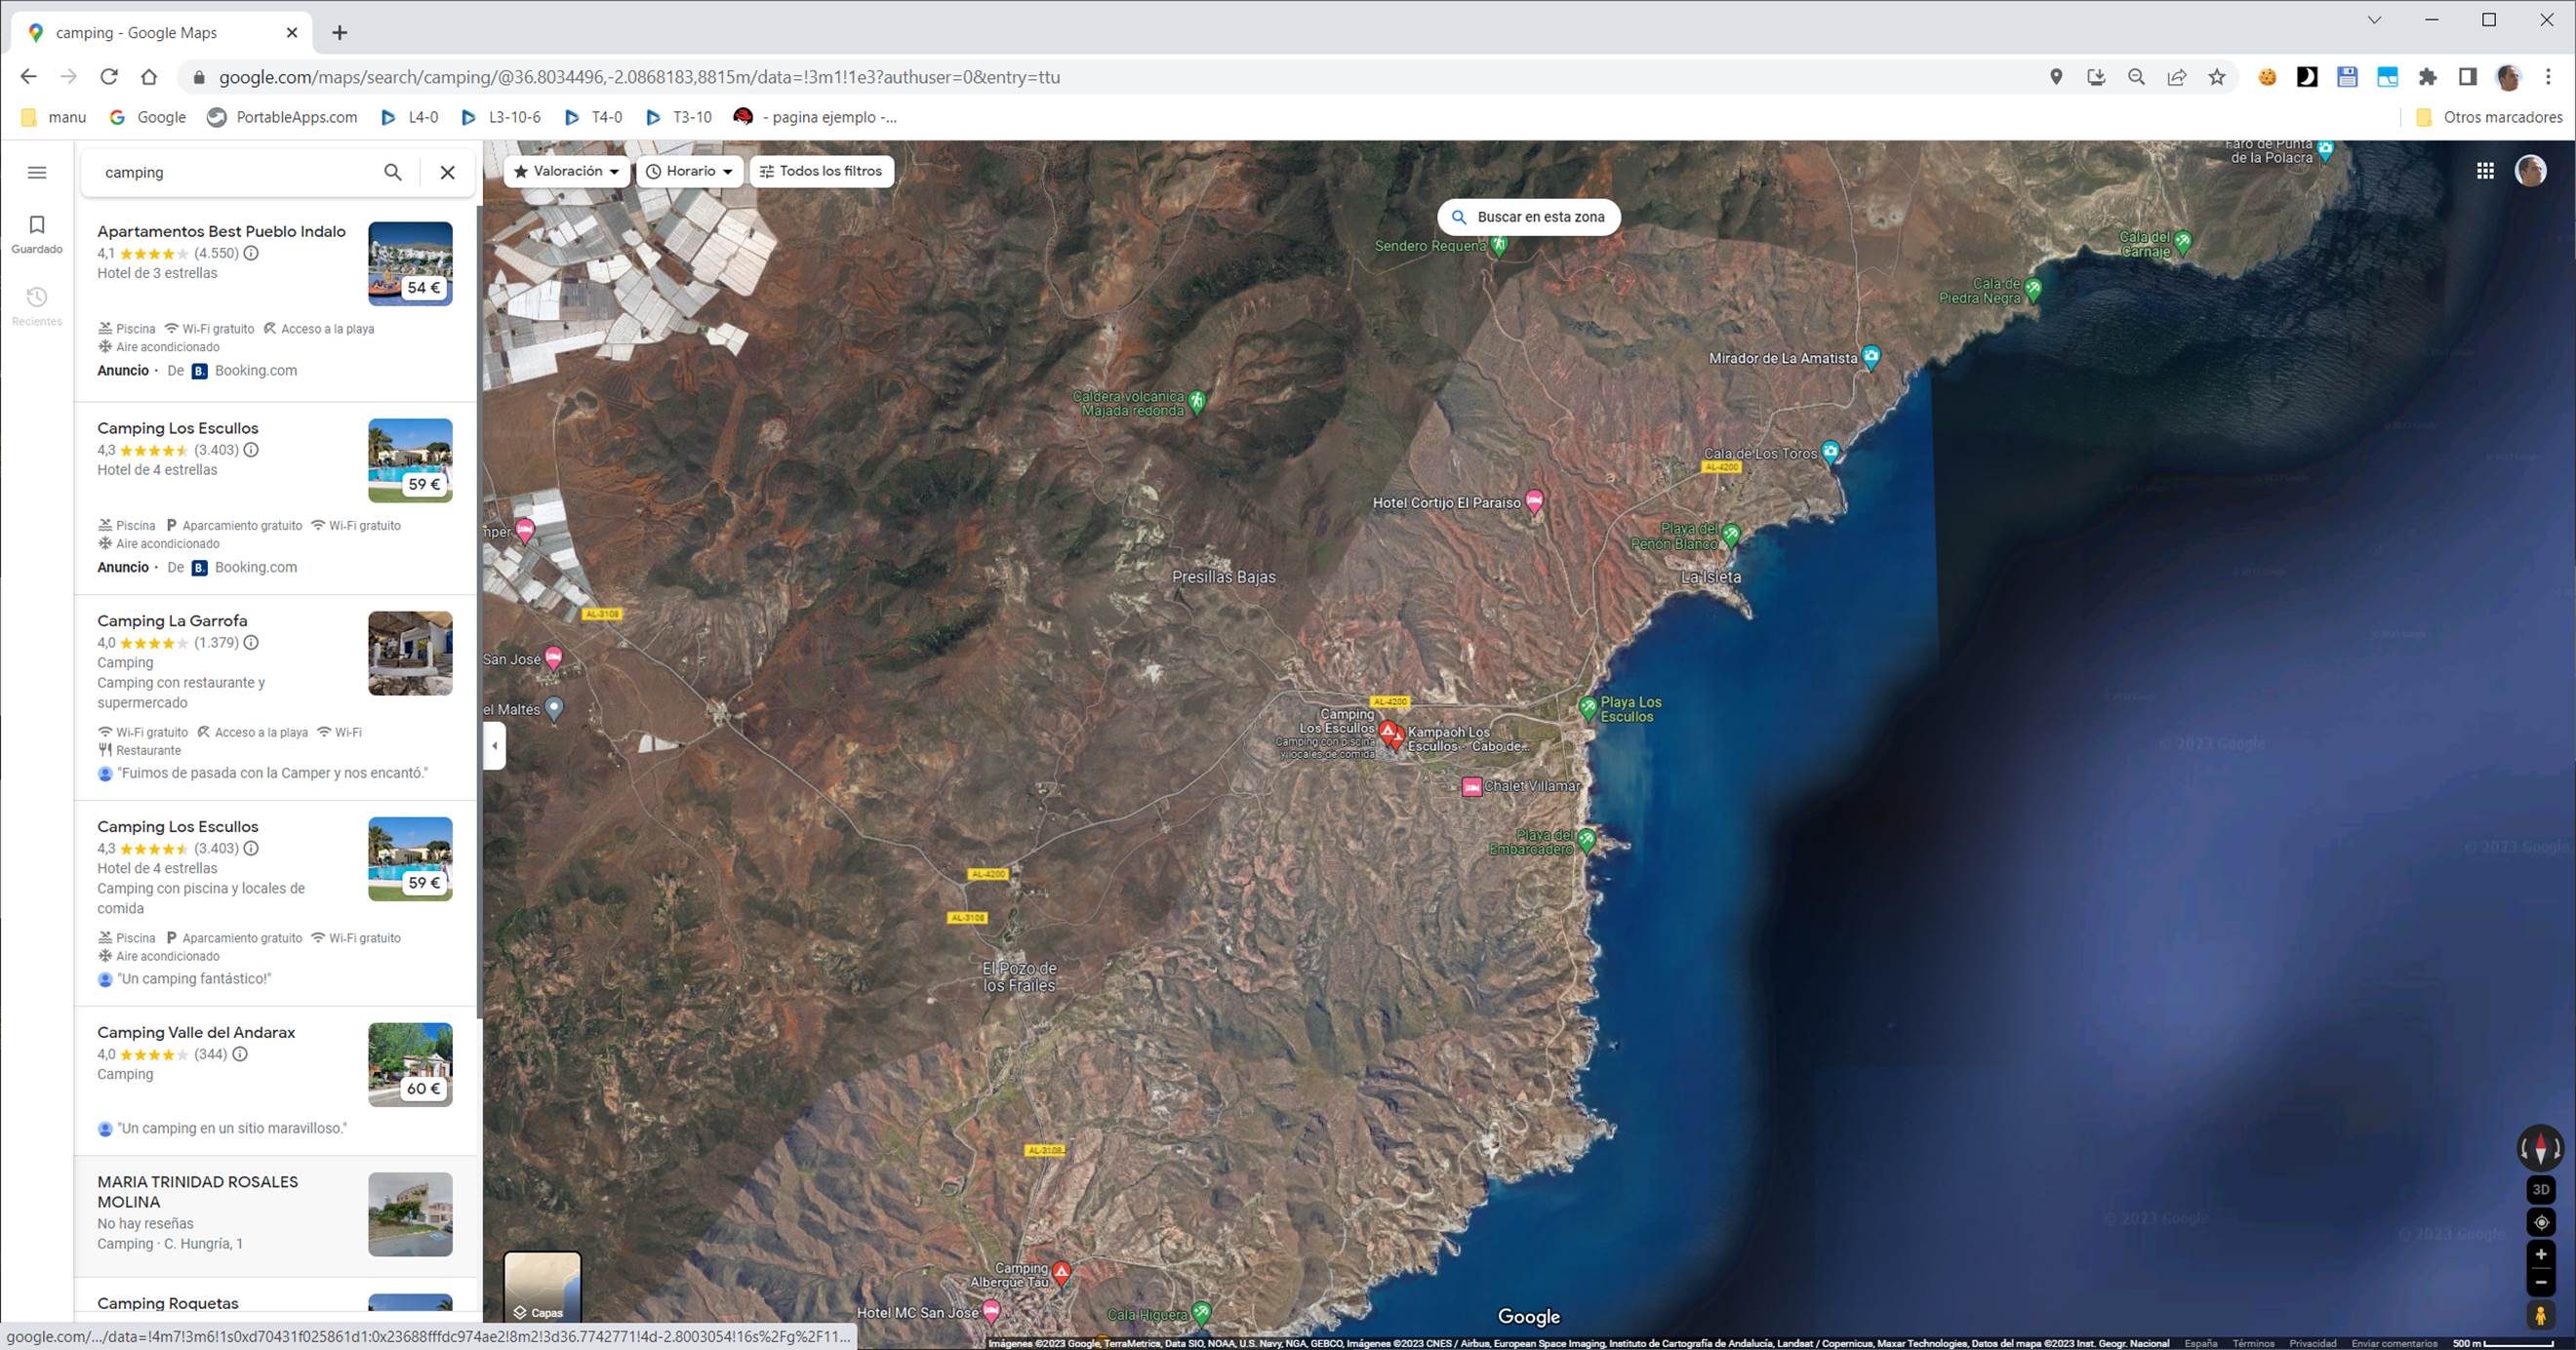 camping - Google Maps
google.com/maps/search/camping/@36.8034496,-2.0868183,8815m/data=!3m1!1e3?authuser=0&entry=ttu
manu
Google
PortableApps.com
L4-0
L3-10-6
T4-0
T3-10
- pagina ejemplo -...
Otros marcadores
camping
Guardado
Recientes
Apartamentos Best Pueblo Indalo
4,1 (4.550)
Hotel de 3 estrellas
54 €
Piscina Wi-Fi gratuito Acceso a la playa
Aire acondicionado
Anuncio · De B. Booking.com
Camping Los Escullos
4,3 (3.403)
Hotel de 4 estrellas
59 €
Piscina P Aparcamiento gratuito Wi-Fi gratuito
Aire acondicionado
Anuncio · De B. Booking.com
Camping La Garrofa
4,0 (1.379)
Camping
Camping con restaurante y
supermercado
Wi-Fi gratuito Acceso a la playa Wi-Fi
Restaurante
"Fuimos de pasada con la Camper y nos encantó."
Camping Los Escullos
4,3 (3.403)
Hotel de 4 estrellas
Camping con piscina y locales de
comida
59 €
Piscina P Aparcamiento gratuito Wi-Fi gratuito
Aire acondicionado
"Un camping fantástico!"
Camping Valle del Andarax
4,0 (344)
Camping
60 €
"Un camping en un sitio maravilloso."
MARIA TRINIDAD ROSALES
MOLINA
No hay reseñas
Camping · C. Hungría, 1
Camping Roquetas
google.com/.../data=!4m7!3m6!1s0xd70431f025861d1:0x23688fffdc974ae2!8m2!3d36.7742771!4d-2.8003054!16s%2Fg%2F11...
Valoración
Horario
Todos los filtros
Buscar en esta zona
Faro de Punta
de la Polacra
Sendero Requena
Cala del
Carnaje
Cala de
Piedra Negra
Mirador de La Amatista
Caldera volcánica
Majada redonda
Cala de Los Toros
AL-4200
Hotel Cortijo El Paraiso
mper
Playa del
Peñón Blanco
Presillas Bajas
La Isleta
AL-3108
San José
el Maltés
AL-4200
Playa Los
Escullos
Camping
Los Escullos
Camping con piscina
y locales de comida
Kampaoh Los
Escullos - Cabo de...
Chalet Villamar
Playa del
Embarcadero
AL-4200
AL-3108
El Pozo de
los Frailes
AL-3108
Camping
Albergue Tau
Hotel MC San José
Cala Higuera
Capas
Google
3D
© 2023 Google
© 2023 Google
© 2023 Google
© 2023 Google
Imágenes ©2023 Google, TerraMetrics, Data SIO, NOAA, U.S. Navy, NGA, GEBCO, Imágenes ©2023 CNES / Airbus, European Space Imaging, Instituto de Cartografía de Andalucía, Landsat / Copernicus, Maxar Technologies, Datos del mapa ©2023 Inst. Geogr. Nacional España Términos Privacidad Enviar comentarios 500 m